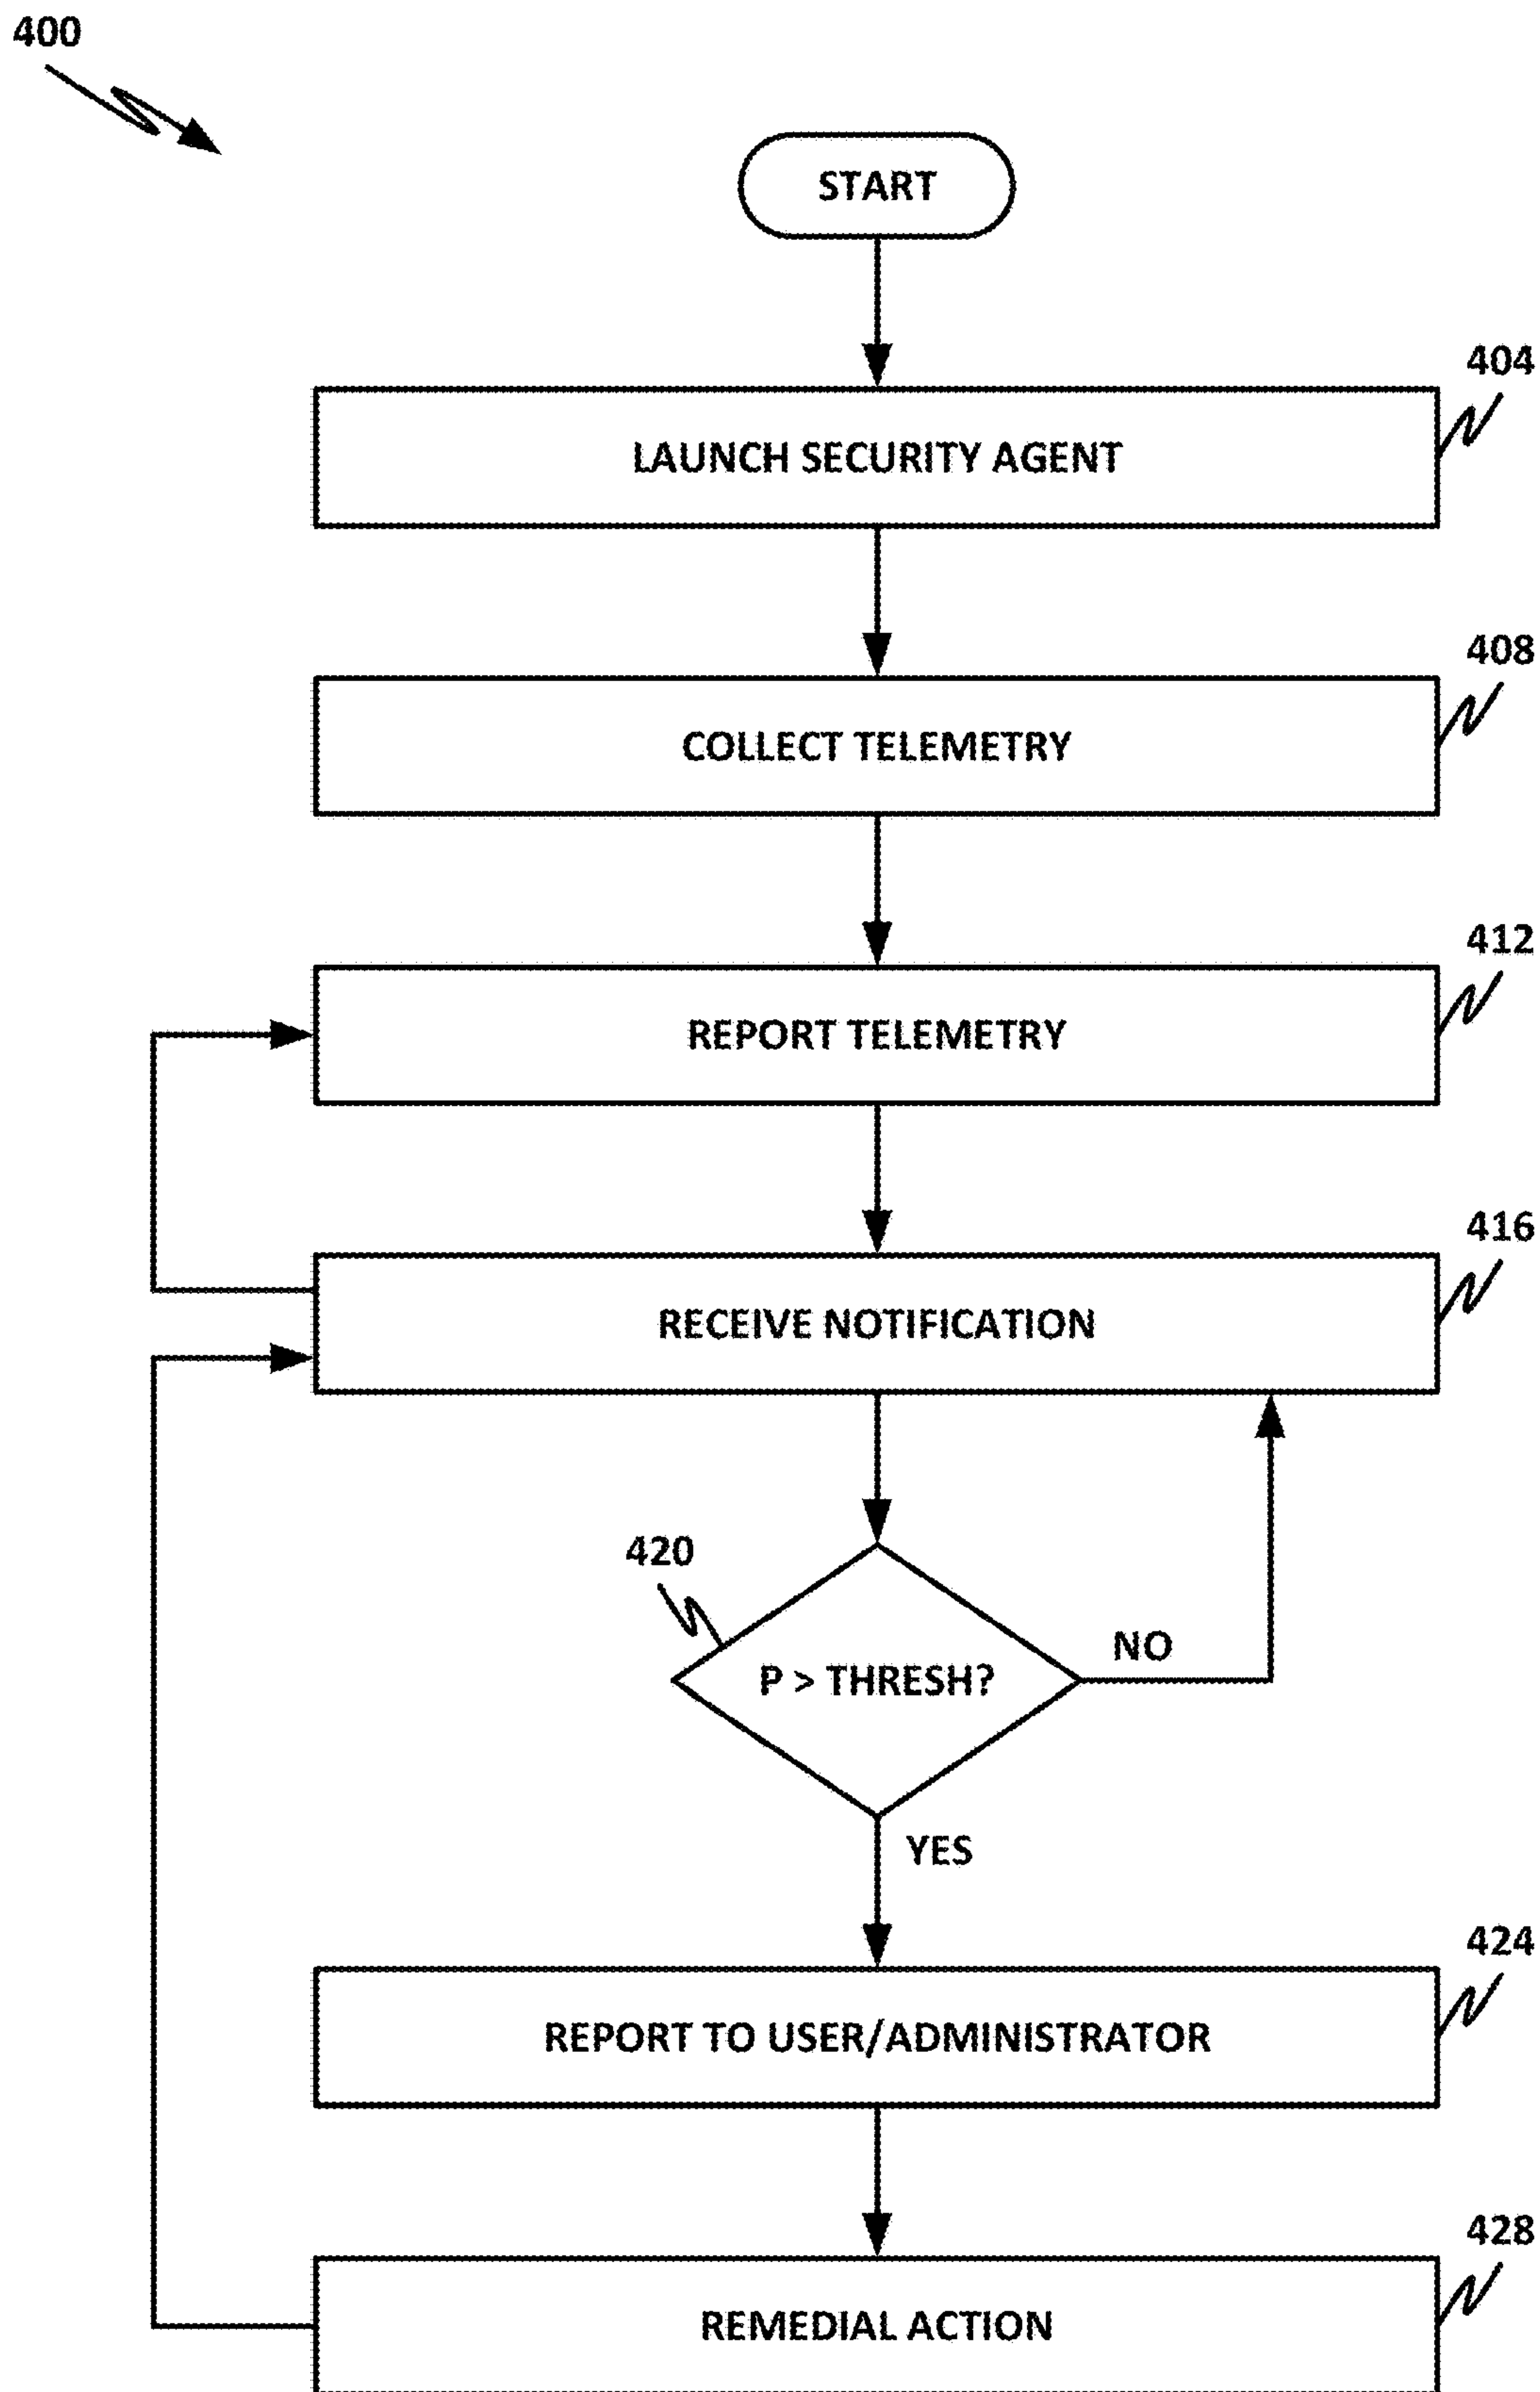 400
START
404
LAUNCH SECURITY AGENT
408
COLLECT TELEMETRY
412
REPORT TELEMETRY
416
RECEIVE NOTIFICATION
420
P > THRESH?
NO
YES
424
REPORT TO USER/ADMINISTRATOR
428
REMEDIAL ACTION